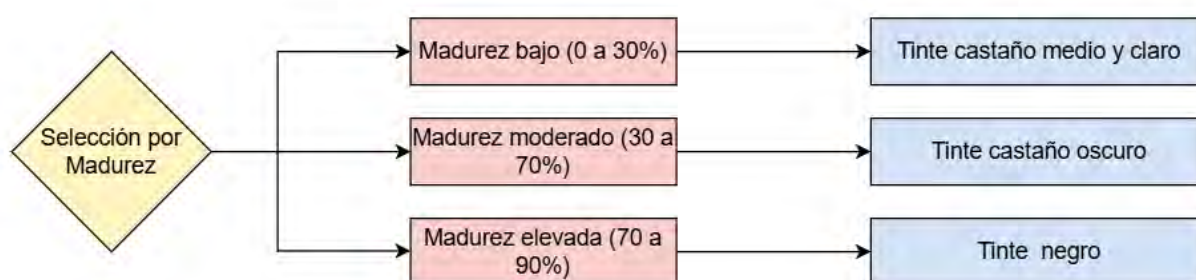 Selección por
Madurez
Madurez bajo (0 a 30%)
Tinte castaño medio y claro
Madurez moderado (30 a
70%)
Tinte castaño oscuro
Madurez elevada (70 a
90%)
Tinte negro